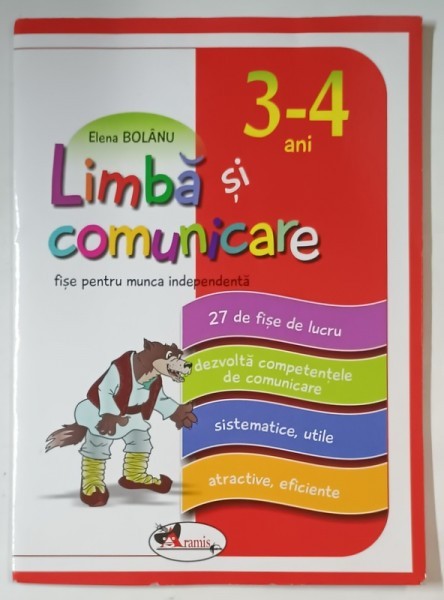 3-4
ani
Elena BOLÂNU
Limbă și
comunicare
fișe pentru munca independentă
27 de fișe de lucru
dezvoltă competențele
de comunicare
sistematice, utile
atractive, eficiente
Aramis